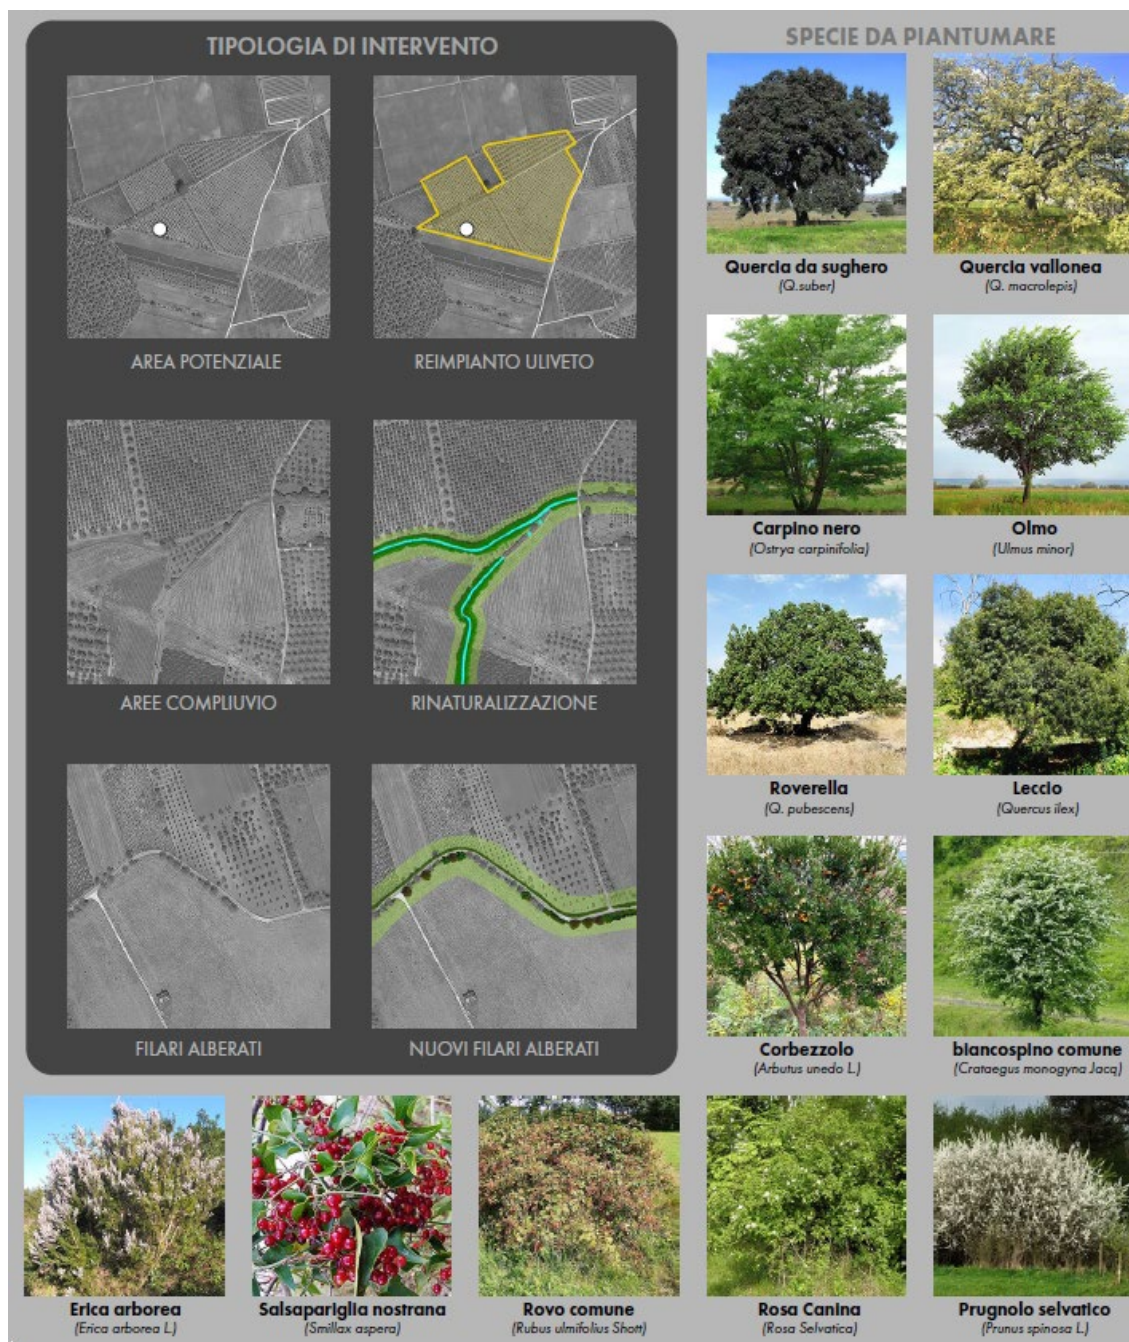 TIPOLOGIA DI INTERVENTO
AREA POTENZIALE
REIMPIANTO ULIVETO
AREE COMPLIUVIO
RINATURALIZZAZIONE
FILARI ALBERATI
NUOVI FILARI ALBERATI
SPECIE DA PIANTUMARE
Quercia da sughero
(Q.suber)
Quercia vallonea
(Q. macrolepis)
Carpino nero
(Ostrya carpinifolia)
Olmo
(Ulmus minor)
Roverella
(Q. pubescens)
Leccio
(Quercus ilex)
Corbezzolo
(Arbutus unedo L.)
biancospino comune
(Crataegus monogyna Jacq)
Erica arborea
(Erica arborea L.)
Salsapariglia nostrana
(Smillax aspera)
Rovo comune
(Rubus ulmifolius Shott)
Rosa Canina
(Rosa Selvatica)
Prugnolo selvatico
(Prunus spinosa L.)